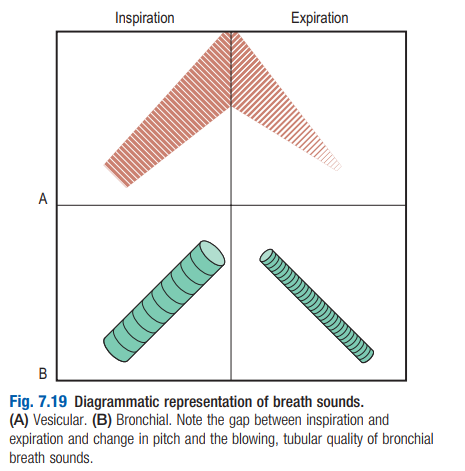 Inspiration Expiration
A
B
Fig. 7.19 Diagrammatic representation of breath sounds.
(A) Vesicular. (B) Bronchial. Note the gap between inspiration and
expiration and change in pitch and the blowing, tubular quality of bronchial
breath sounds.